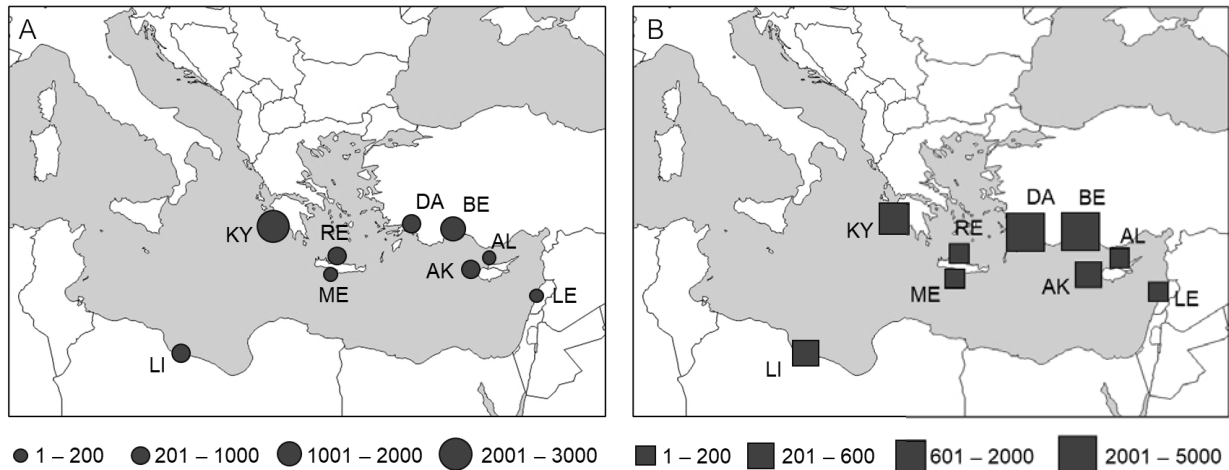 A
KY
RE
DA
BE
AL
AK
ME
LE
LI
1 – 200
201 – 1000
1001 – 2000
2001 – 3000
B
KY
RE
DA
BE
AL
AK
ME
LE
LI
1 – 200
201 – 600
601 – 2000
2001 – 5000